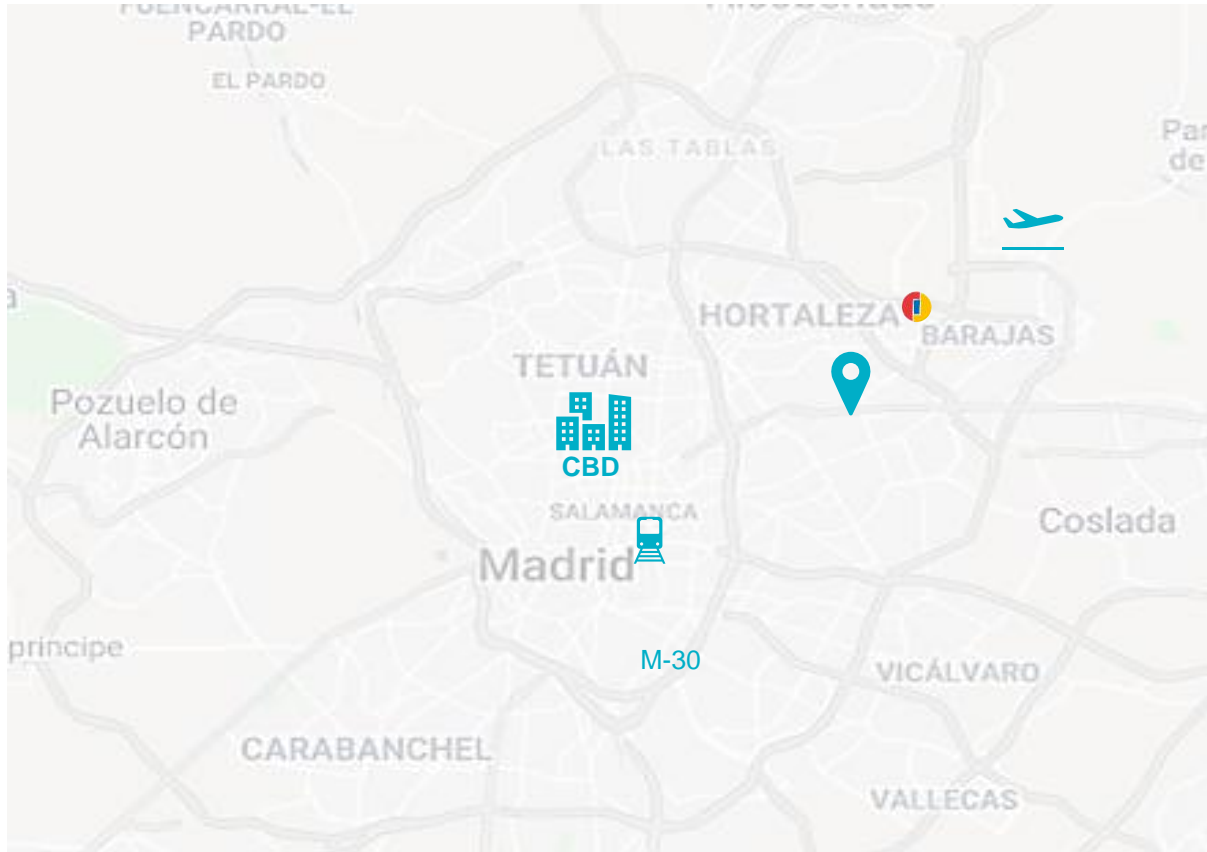 PARDO
EL PARDO
LAS TABLAS
HORTALEZA
BARAJAS
TETUÁN
Pozuelo de
Alarcón
CBD
SALAMANCA
Coslada
Madrid
príncipe
M-30
VICÁLVARO
CARABANCHEL
VALLECAS